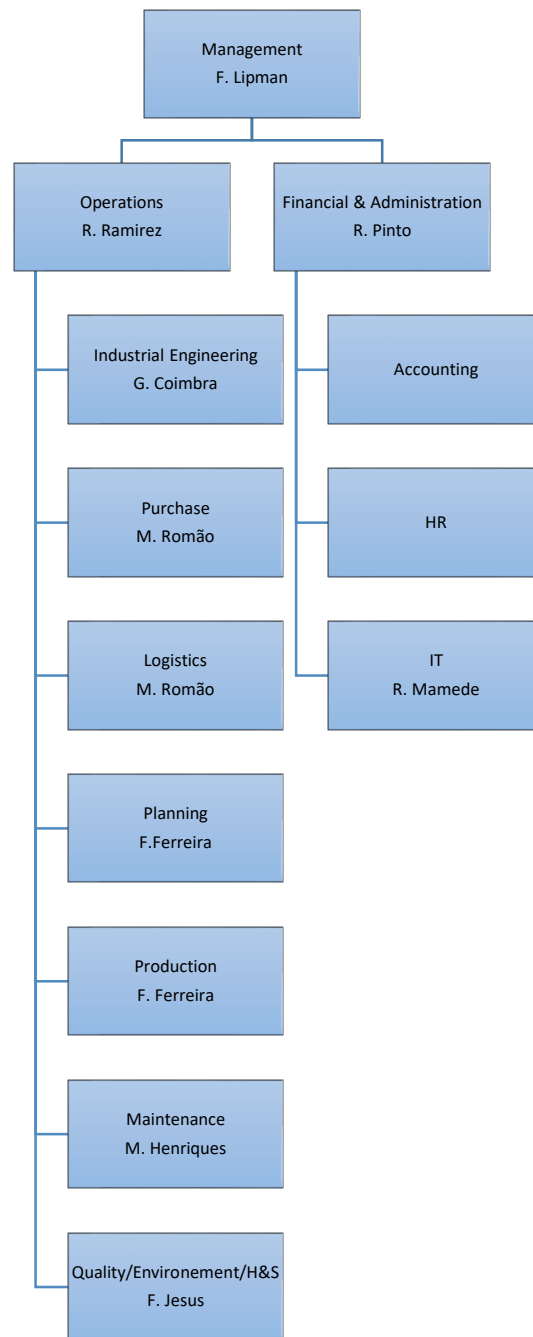 Management
F. Lipman
Operations
R. Ramirez
Financial & Administration
R. Pinto
Industrial Engineering
G. Coimbra
Accounting
Purchase
M. Romão
HR
Logistics
M. Romão
IT
R. Mamede
Planning
F.Ferreira
Production
F. Ferreira
Maintenance
M. Henriques
Quality/Environement/H&S
F. Jesus